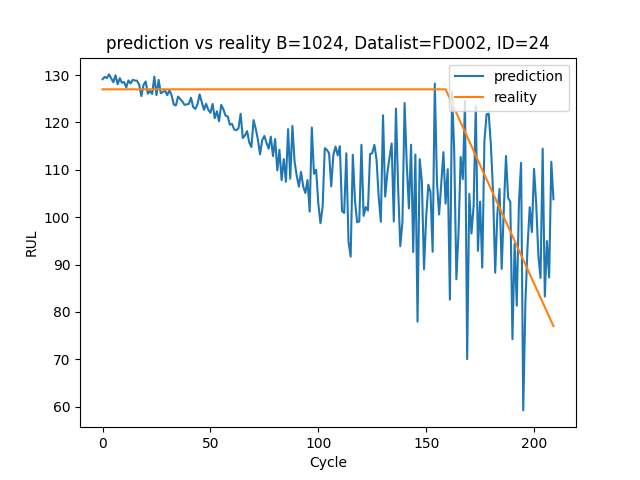 prediction vs reality B=1024, Datalist=FD002, ID=24
prediction
reality
RUL
130
120
110
100
90
80
70
60
0 50 100 150 200
Cycle